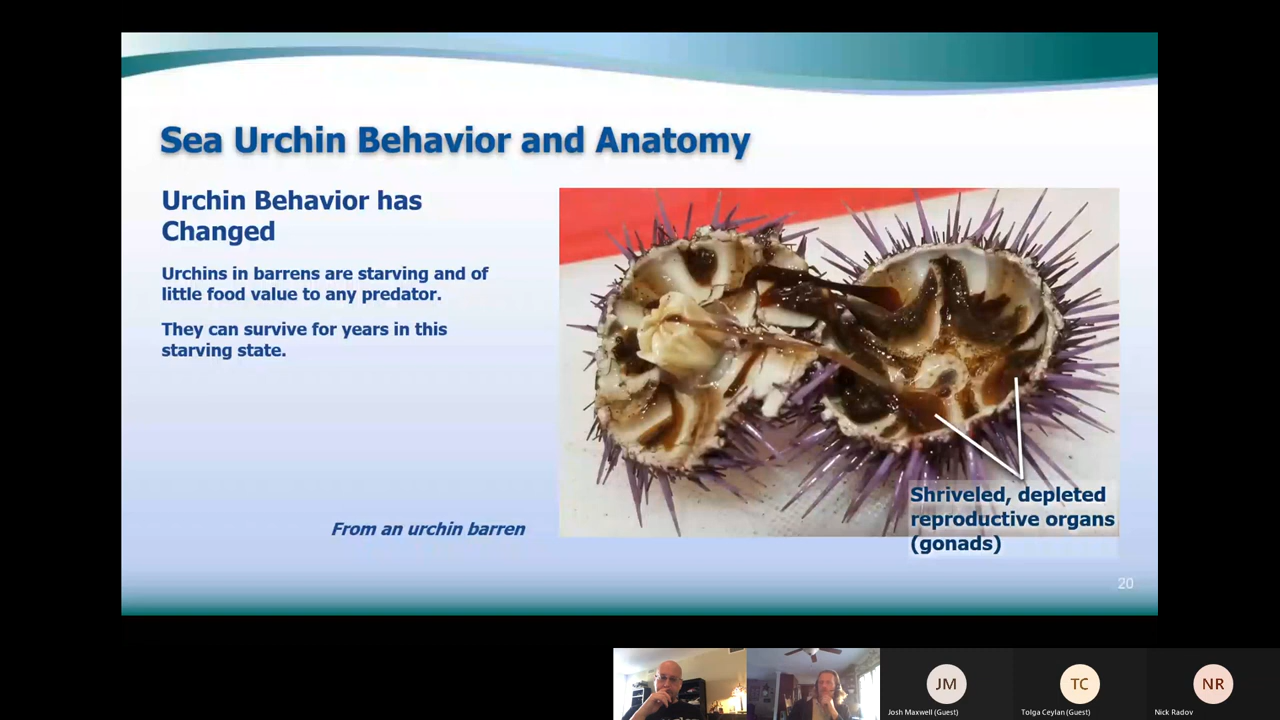 Sea Urchin Behavior and Anatomy
Urchin Behavior has
Changed
Urchins in barrens are starving and of
little food value to any predator.
They can survive for years in this
starving state.
From an urchin barren
Shriveled, depleted
reproductive organs
(gonads)
20
JM
TC
NR
Josh Maxwell (Guest)
Tolga Ceylan (Guest)
Nick Radov